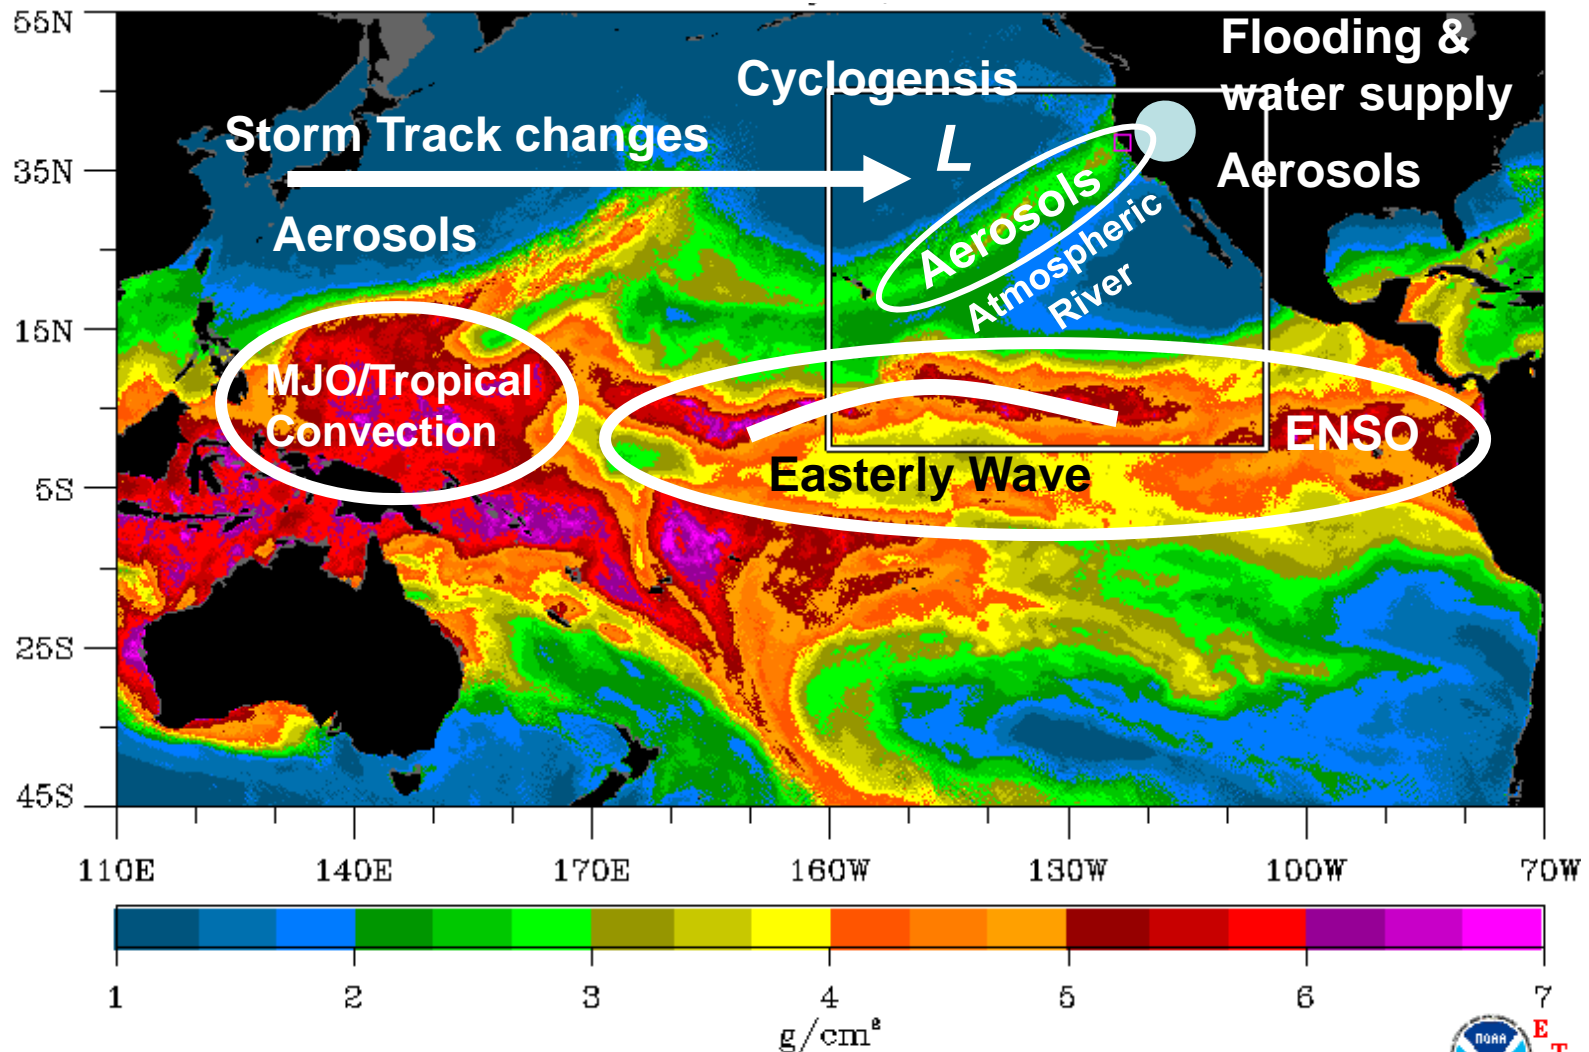 55N
Flooding &
water supply
Cyclogensis
Storm Track changes
L
35N
Aerosols
Aerosols
Aerosols
Atmospheric
River
15N
MJO/Tropical
Convection
ENSO
Easterly Wave
5S
25S
45S
110E 140E 170E 160W 130W 100W 70W
1 2 3 4 5 6 7
g/cm²
NOAA
E
T